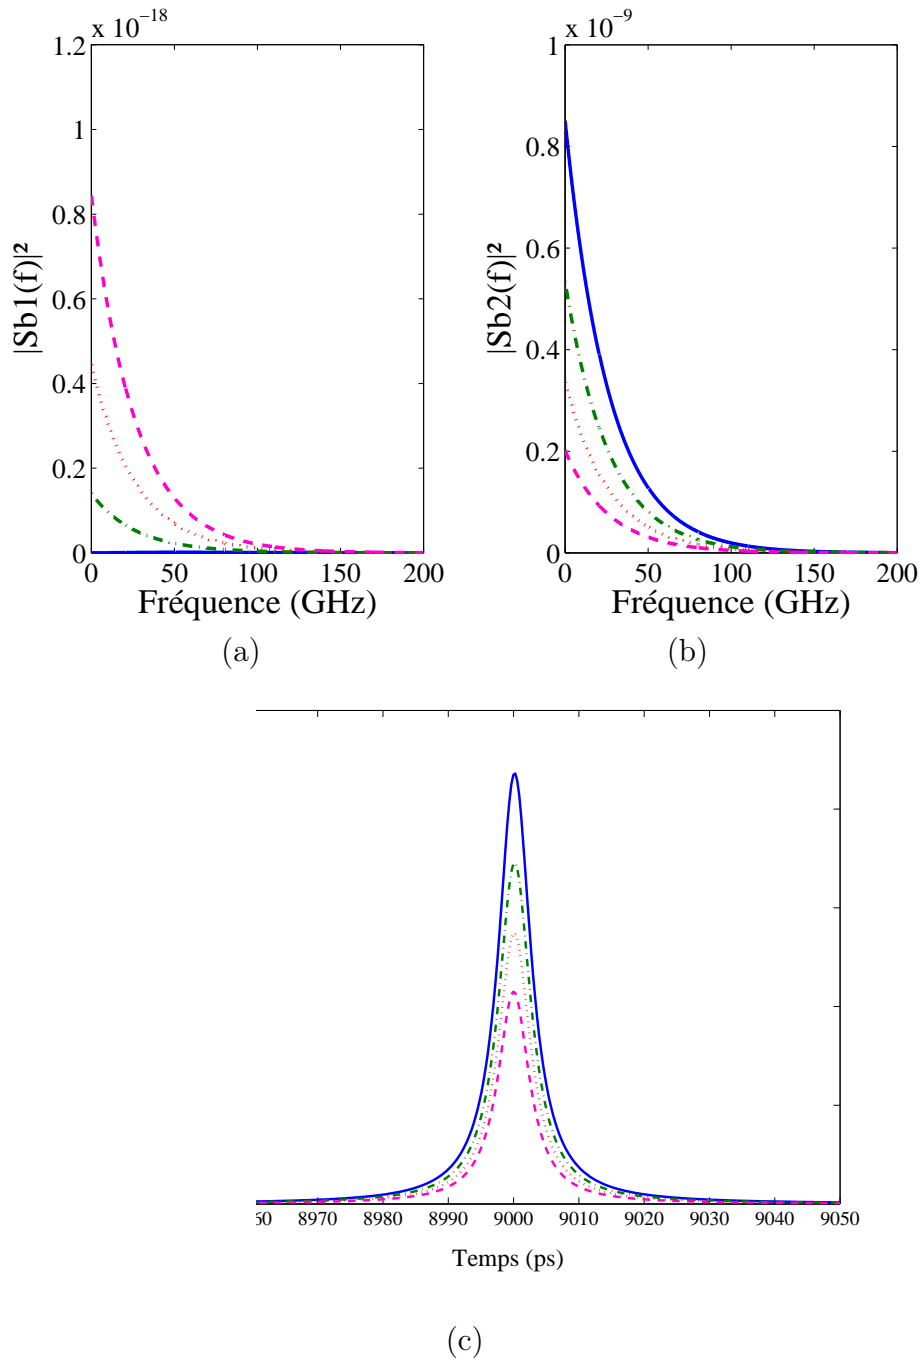 x 10⁻¹⁸
1.2
1
0.8
0.6
0.4
0.2
0
|Sb1(f)|²
0 50 100 150 200
Fréquence (GHz)
(a)
x 10⁻⁹
1
0.8
0.6
0.4
0.2
0
|Sb2(f)|²
0 50 100 150 200
Fréquence (GHz)
(b)
60 8970 8980 8990 9000 9010 9020 9030 9040 9050
Temps (ps)
(c)